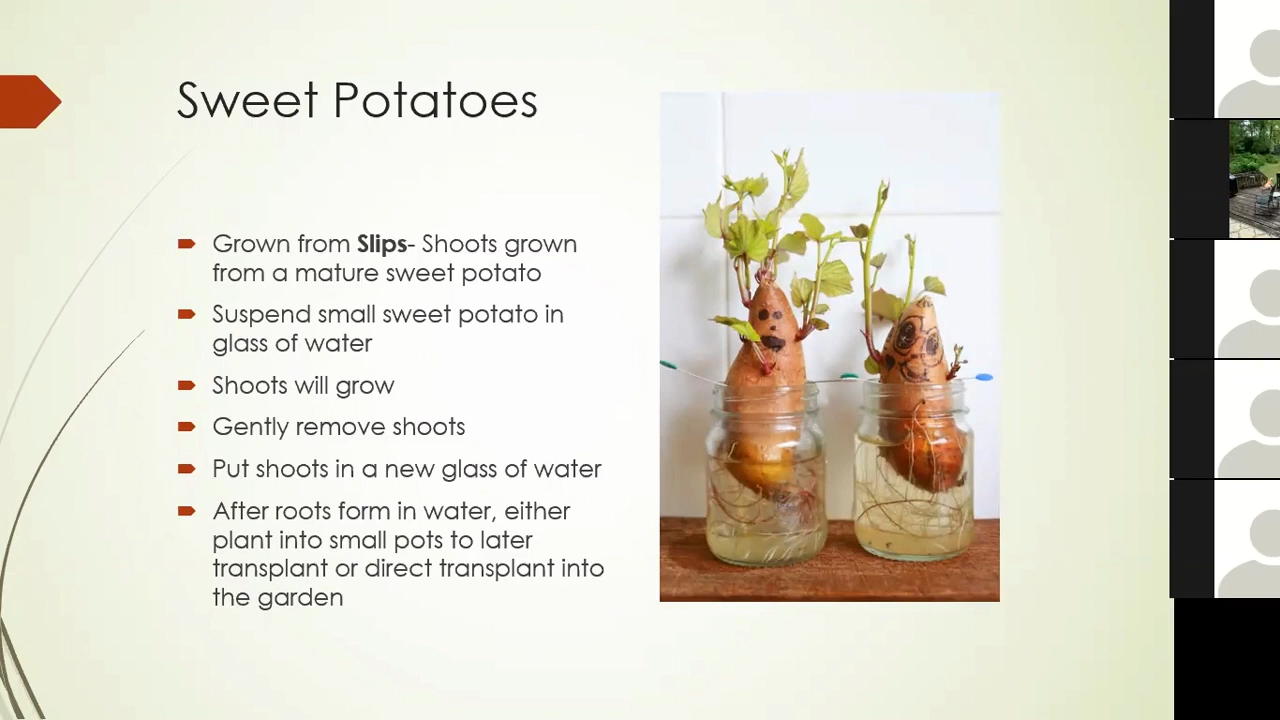 Sweet Potatoes
Grown from Slips- Shoots grown
from a mature sweet potato
Suspend small sweet potato in
glass of water
Shoots will grow
Gently remove shoots
Put shoots in a new glass of water
After roots form in water, either
plant into small pots to later
transplant or direct transplant into
the garden